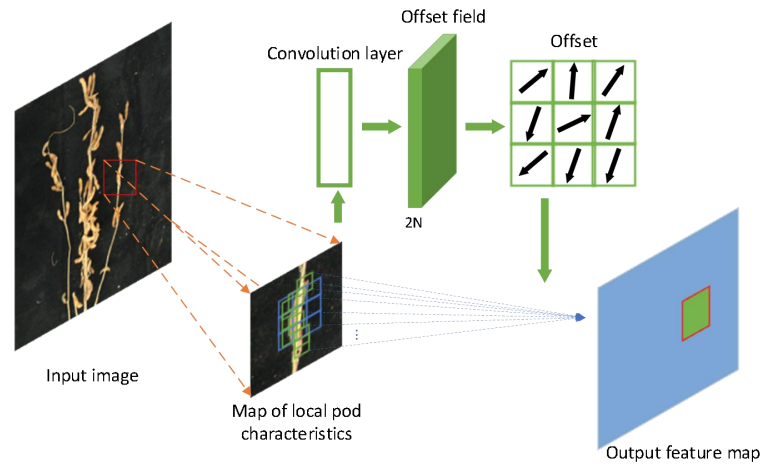 Offset field
Convolution layer
Offset
2N
Input image
Map of local pod
characteristics
...
Output feature map